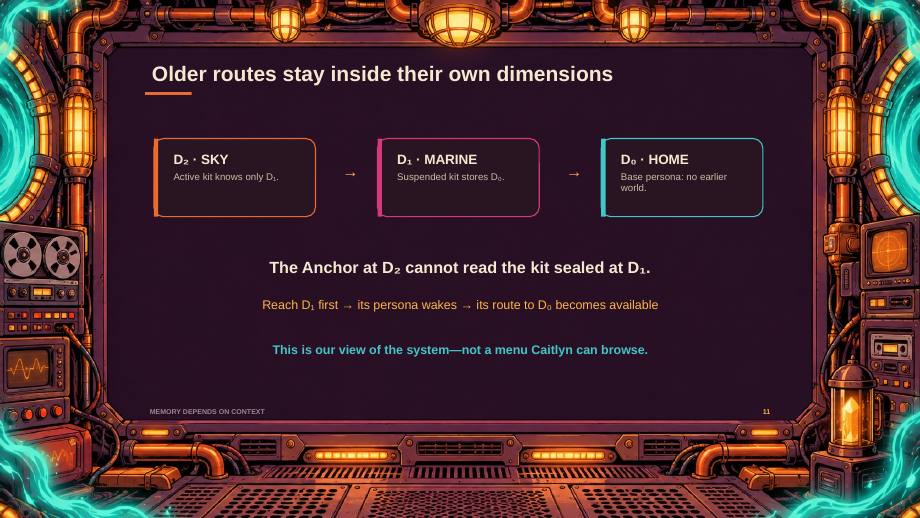 Older routes stay inside their own dimensions
D₂ · SKY
Active kit knows only D₁.
→
D₁ · MARINE
Suspended kit stores D₀.
→
D₀ · HOME
Base persona: no earlier
world.
The Anchor at D₂ cannot read the kit sealed at D₁.
Reach D₁ first → its persona wakes → its route to D₀ becomes available
This is our view of the system—not a menu Caitlyn can browse.
MEMORY DEPENDS ON CONTEXT
11